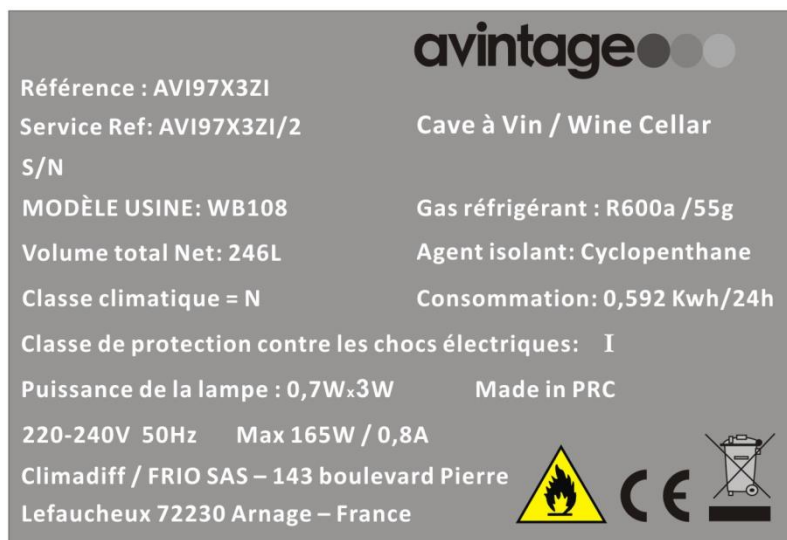 avintage
Référence : AVI97X3ZI
Service Ref: AVI97X3ZI/2
Cave à Vin / Wine Cellar
S/N
MODÈLE USINE: WB108
Gas réfrigérant : R600a /55g
Volume total Net: 246L
Agent isolant: Cyclopenthane
Classe climatique = N
Consommation: 0,592 Kwh/24h
Classe de protection contre les chocs électriques: I
Puissance de la lampe : 0,7Wx3W
Made in PRC
220-240V 50Hz
Max 165W / 0,8A
Climadiff / FRIO SAS – 143 boulevard Pierre
Lefaucheux 72230 Arnage – France
CE